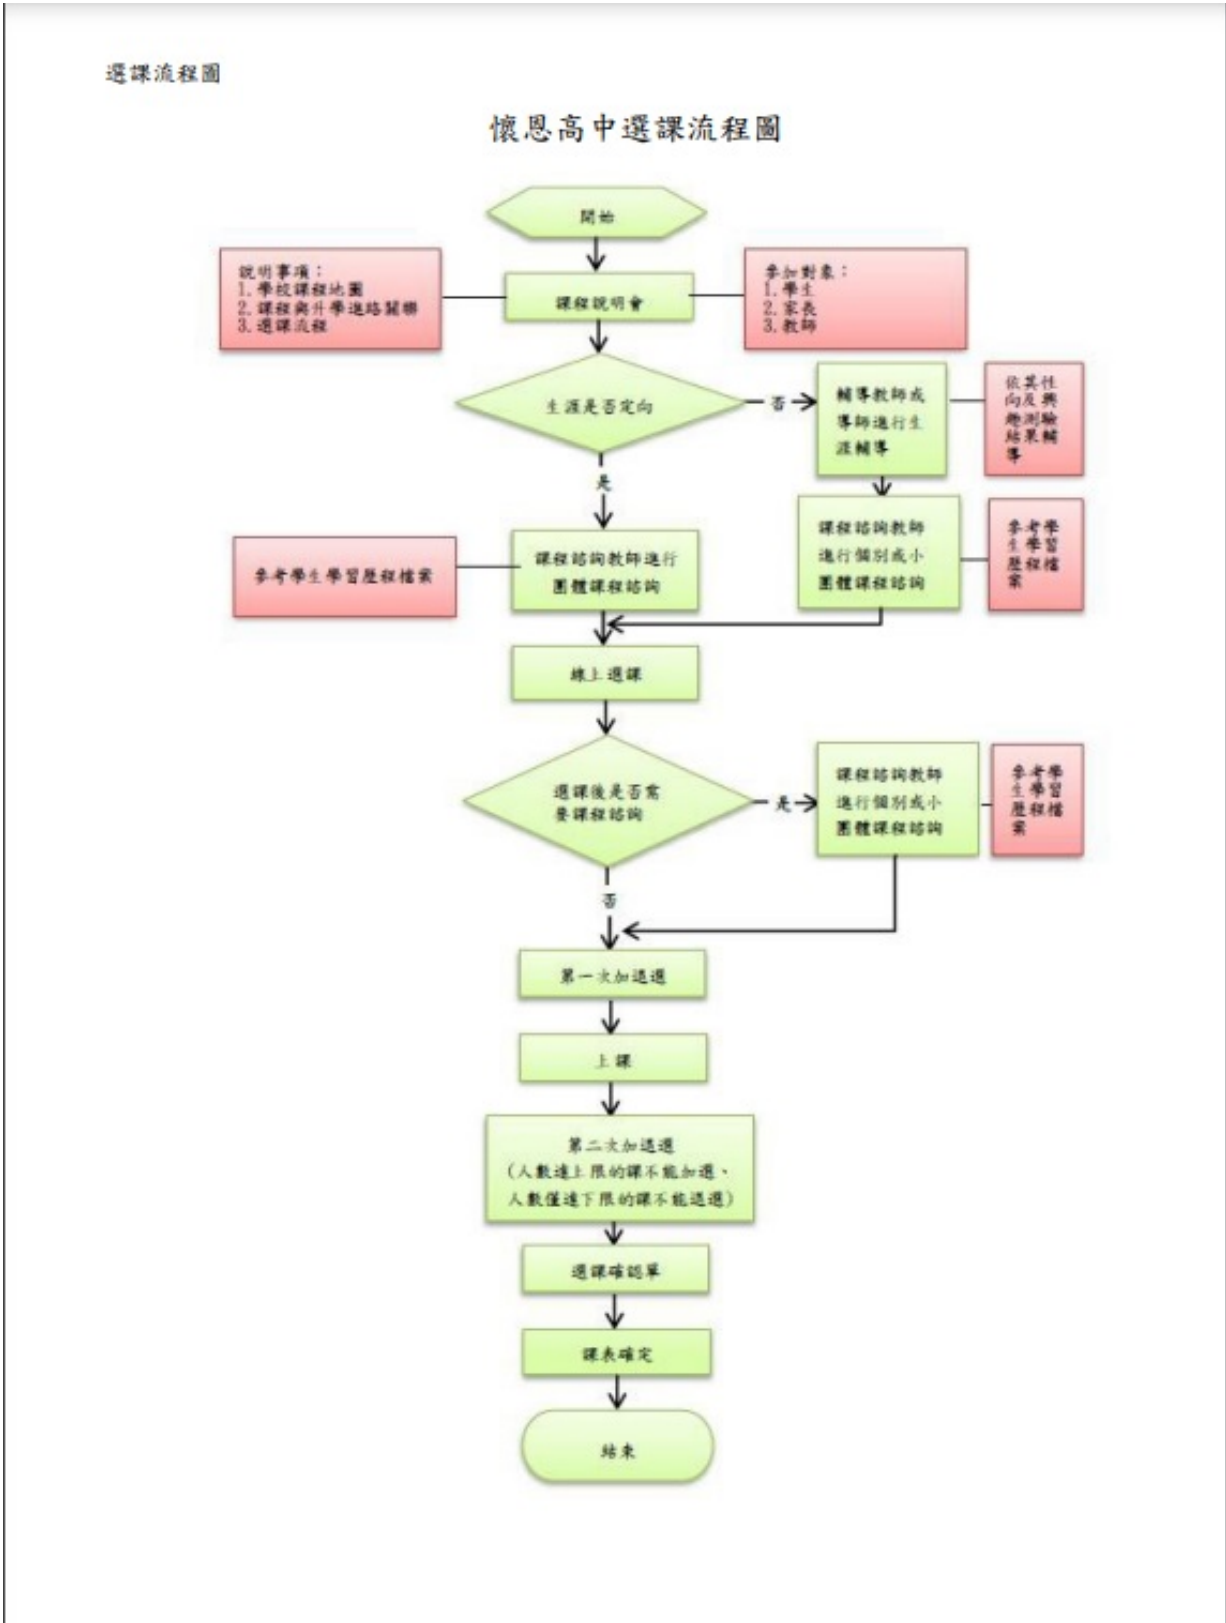 選課流程圖
懷恩高中選課流程圖
開始
說明事項：
1.學校課程地圖
2.課程與升學進路關聯
3.選課流程
課程說明會
參加對象：
1.學生
2.家長
3.教師
生涯是否定向
否
輔導教師或
導師進行生
涯輔導
依其性
向及興
趣測驗
結果輔
導
是
參考學生學習歷程檔案
課程諮詢教師進行
團體課程諮詢
課程諮詢教師
進行個別或小
團體課程諮詢
參考學
生學習
歷程檔
案
線上選課
選課後是否需
要課程諮詢
是
課程諮詢教師
進行個別或小
團體課程諮詢
參考學
生學習
歷程檔
案
否
第一次加退選
上課
第二次加退選
(人數達上限的課不能加選、
人數僅達下限的課不能退選)
選課確認單
課表確定
結束